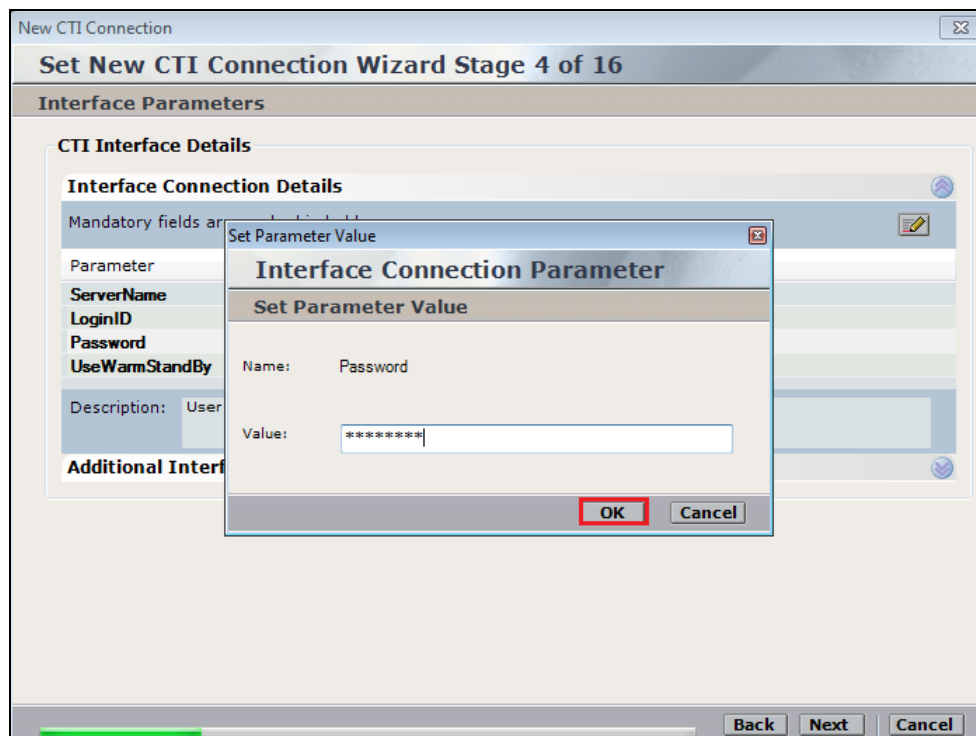 New CTI Connection
Set New CTI Connection Wizard Stage 4 of 16
Interface Parameters
CTI Interface Details
Interface Connection Details
Mandatory fields
Parameter
ServerName
LoginID
Password
UseWarmStandBy
Description: User
Additional
Set Parameter Value
Interface Connection Parameter
Set Parameter Value
Name: Password
Value: ********
OK Cancel
Back Next Cancel